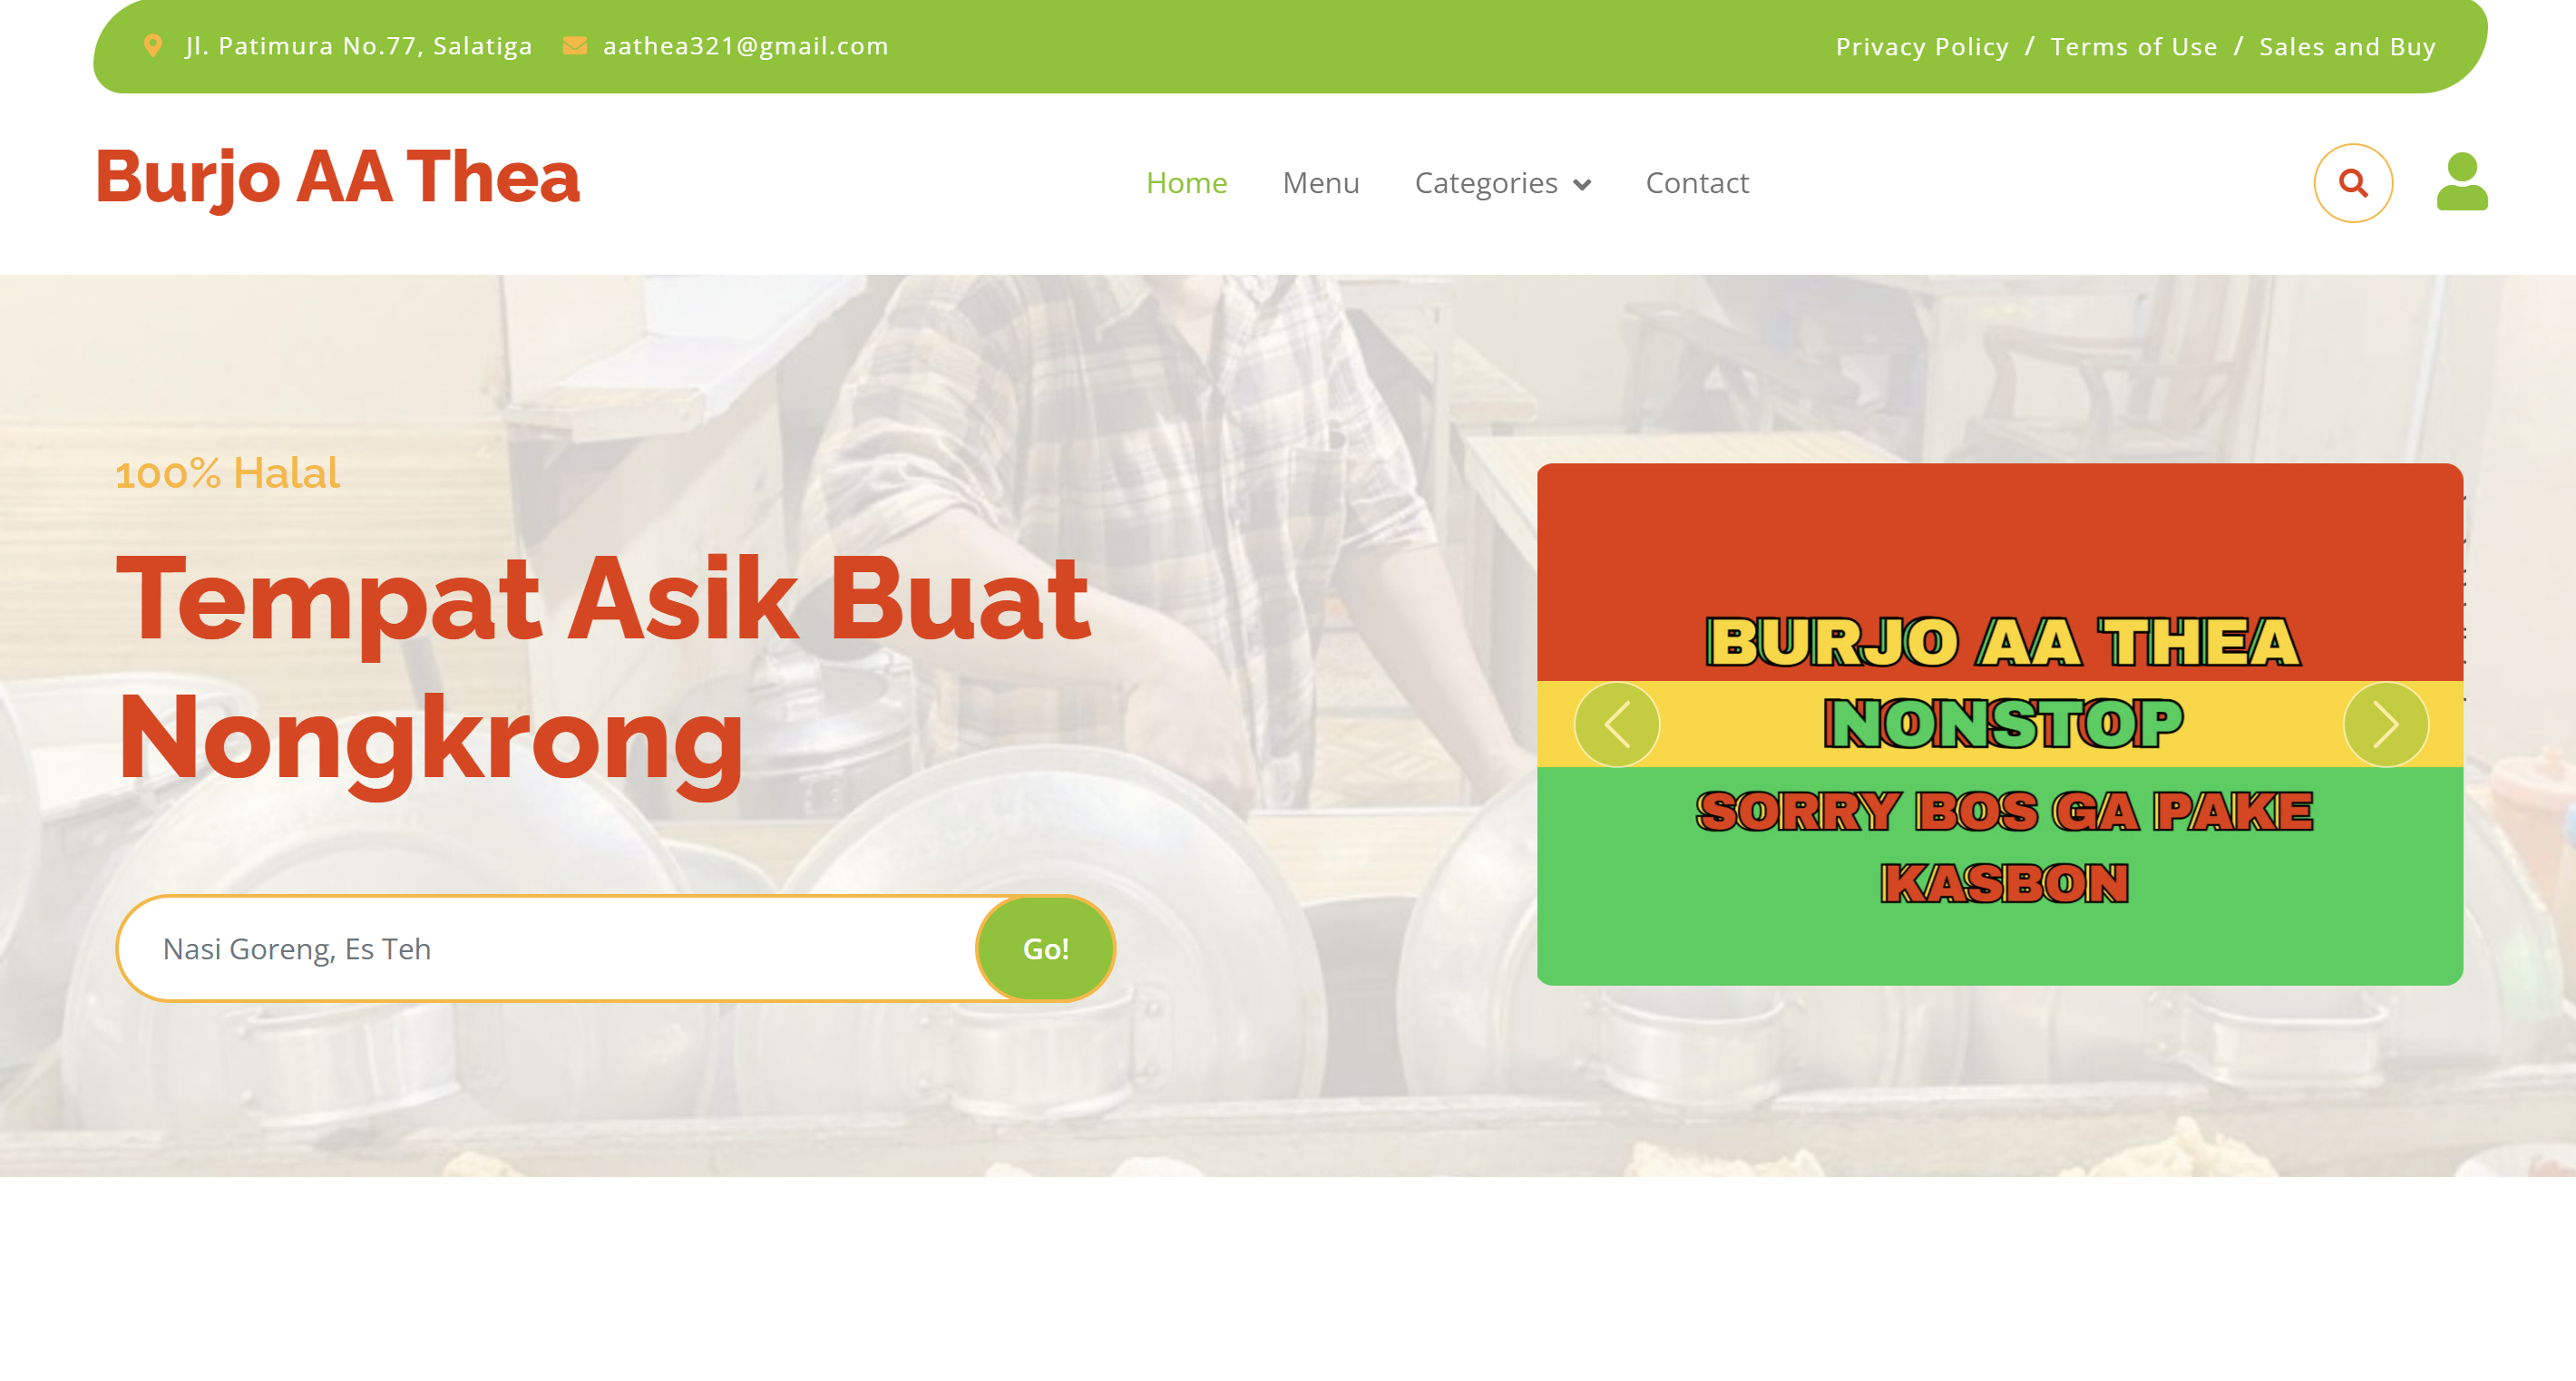 Jl. Patimura No.77, Salatiga aathea321@gmail.com Privacy Policy / Terms of Use / Sales and Buy
Burjo AA Thea
Home Menu Categories Contact
100% Halal
Tempat Asik Buat
Nongkrong
Nasi Goreng, Es Teh Go!
BURJO AA THEA
NONSTOP
SORRY BOS GA PAKE
KASBON